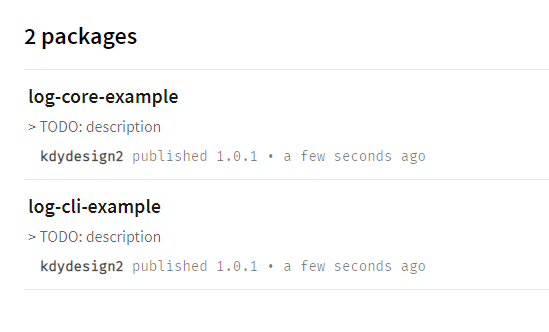 2 packages
log-core-example
> TODO: description
kdydesign2 published 1.0.1 • a few seconds ago
log-cli-example
> TODO: description
kdydesign2 published 1.0.1 • a few seconds ago